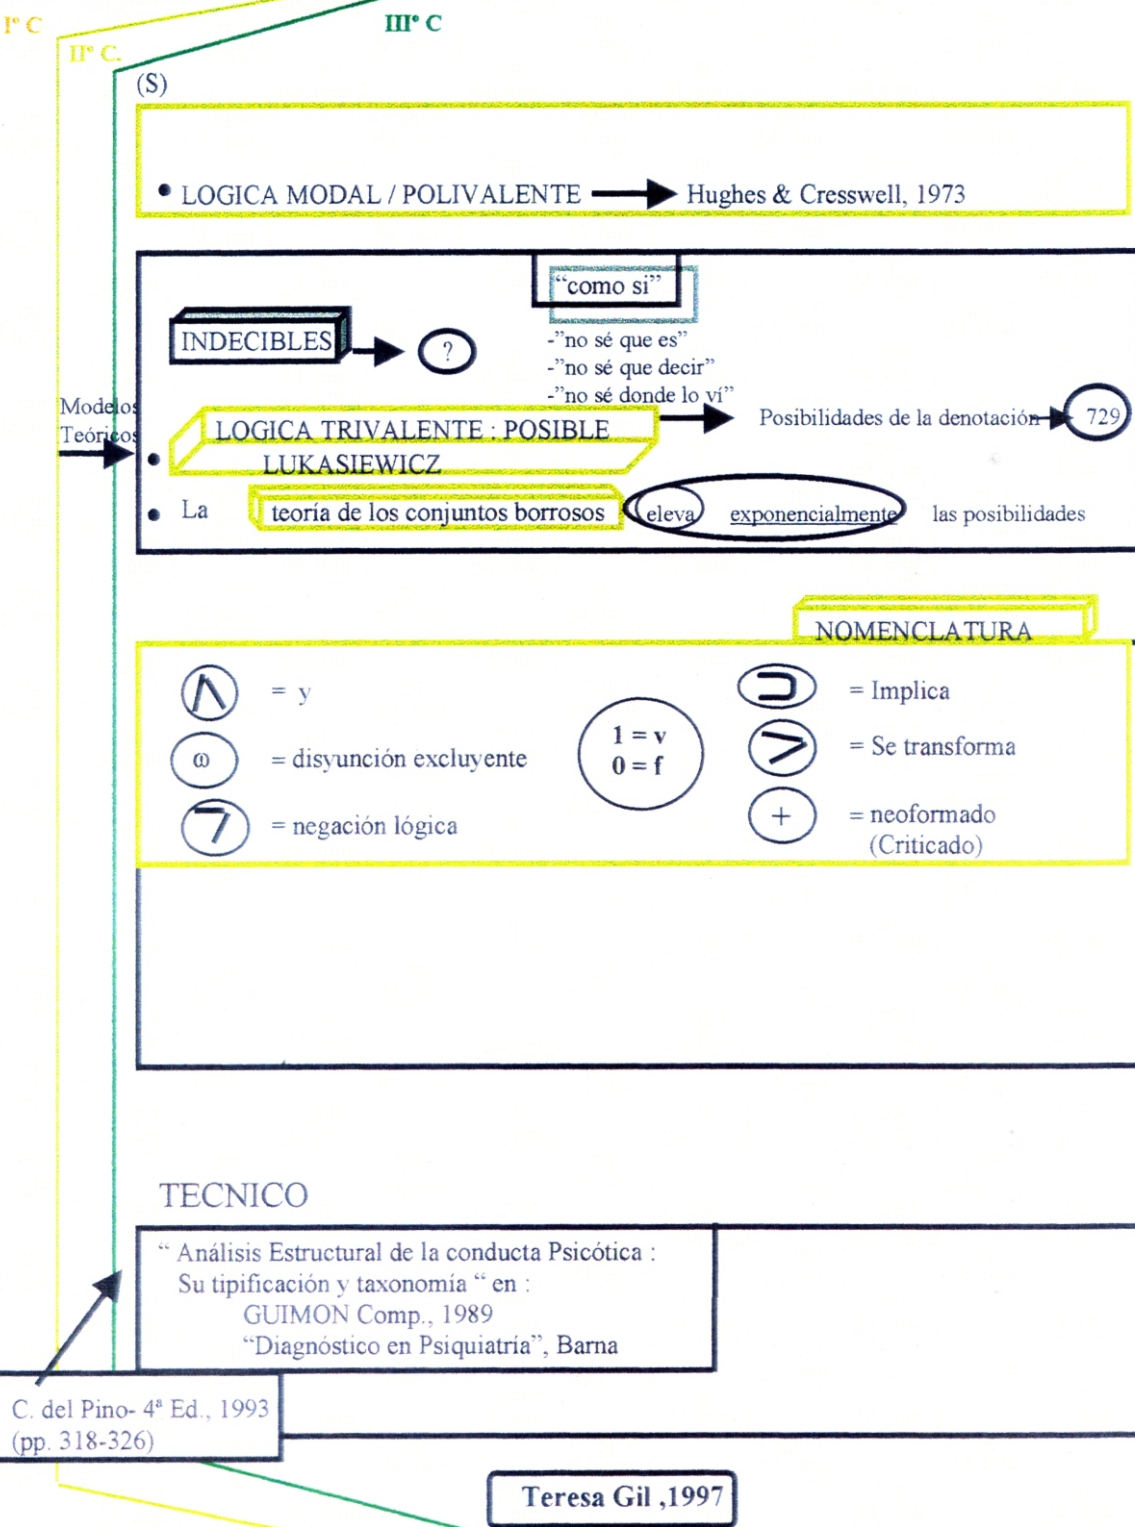 Iº C
IIº C.
IIIº C
(S)
• LOGICA MODAL / POLIVALENTE Hughes & Cresswell, 1973
“como si”
INDECIBLES ?
-”no sé que es”
-”no sé que decir”
-”no sé donde lo ví”
Modelos
Teóricos
• LOGICA TRIVALENTE : POSIBLE
LUKASIEWICZ
Posibilidades de la denotación 729
• La teoría de los conjuntos borrosos eleva exponencialmente las posibilidades
NOMENCLATURA
Λ = y
ω = disyunción excluyente
¬ = negación lógica
1 = v
0 = f
⊃ = Implica
> = Se transforma
+ = neoformado
(Criticado)
TECNICO
“ Análisis Estructural de la conducta Psicótica :
Su tipificación y taxonomía “ en :
GUIMON Comp., 1989
“Diagnóstico en Psiquiatría”, Barna
C. del Pino- 4ª Ed., 1993
(pp. 318-326)
Teresa Gil ,1997